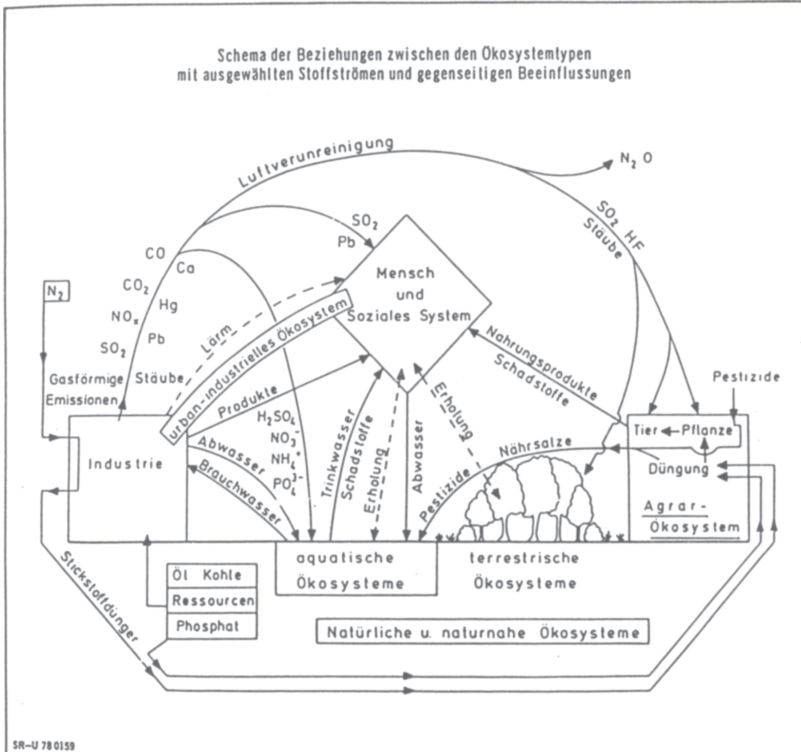 Schema der Beziehungen zwischen den Ökosystemtypen
mit ausgewählten Stoffströmen und gegenseitigen Beeinflussungen
Luftverunreinigung
N₂O
SO₂ HF
Stäube
SO₂
Pb
CO
Ca
CO₂
Hg
NOₓ
Pb
SO₂
Stäube
Gasförmige
Emissionen
N₂
Lärm
urban-industrielles Ökosystem
Mensch
und
Soziales System
Nahrungsprodukte
Schadstoffe
Pestizide
Tier
Pflanze
Düngung
Agrar-
Ökosystem
Industrie
Produkte
Abwasser
Brauchwasser
H₂SO₄
NO₃⁻
NH₄⁺
PO₄³⁻
Trinkwasser
Schadstoffe
Erholung
Abwasser
Erholung
Pestizide
Nährsalze
aquatische
Ökosysteme
terrestrische
Ökosysteme
Öl Kohle
Ressourcen
Phosphat
Stickstoffdünger
Natürliche u. naturnahe Ökosysteme
SR-U 780159